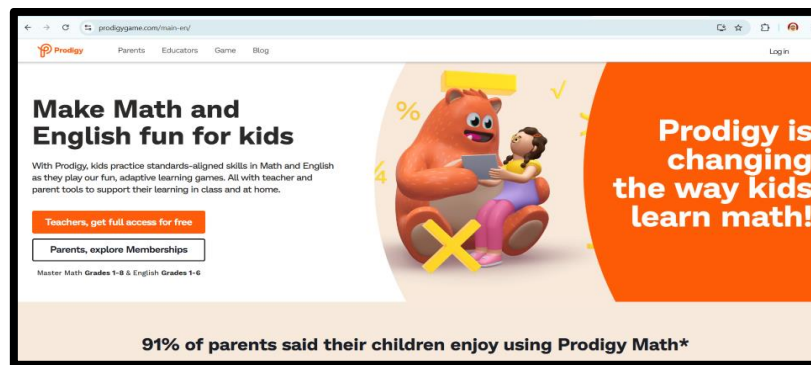 prodigygame.com/main-en/
Prodigy Parents Educators Game Blog Log in
Make Math and
English fun for kids
With Prodigy, kids practice standards-aligned skills in Math and English
as they play our fun, adaptive learning games. All with teacher and
parent tools to support their learning in class and at home.
Teachers, get full access for free
Parents, explore Memberships
Master Math Grades 1-8 & English Grades 1-6
%
√
4
Prodigy is
changing
the way kids
learn math!
91% of parents said their children enjoy using Prodigy Math*